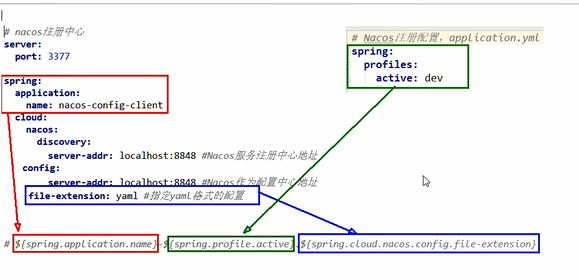 # nacos注册中心
server:
port: 3377
spring:
application:
name: nacos-config-client
cloud:
nacos:
discovery:
server-addr: localhost:8848 #Nacos服务注册中心地址
config:
server-addr: localhost:8848 #Nacos作为配置中心地址
file-extension: yaml #指定yaml格式的配置
# Nacos注册配置，application.yml
spring:
profiles:
active: dev
# ${spring.application.name}-${spring.profile.active}.${spring.cloud.nacos.config.file-extension}